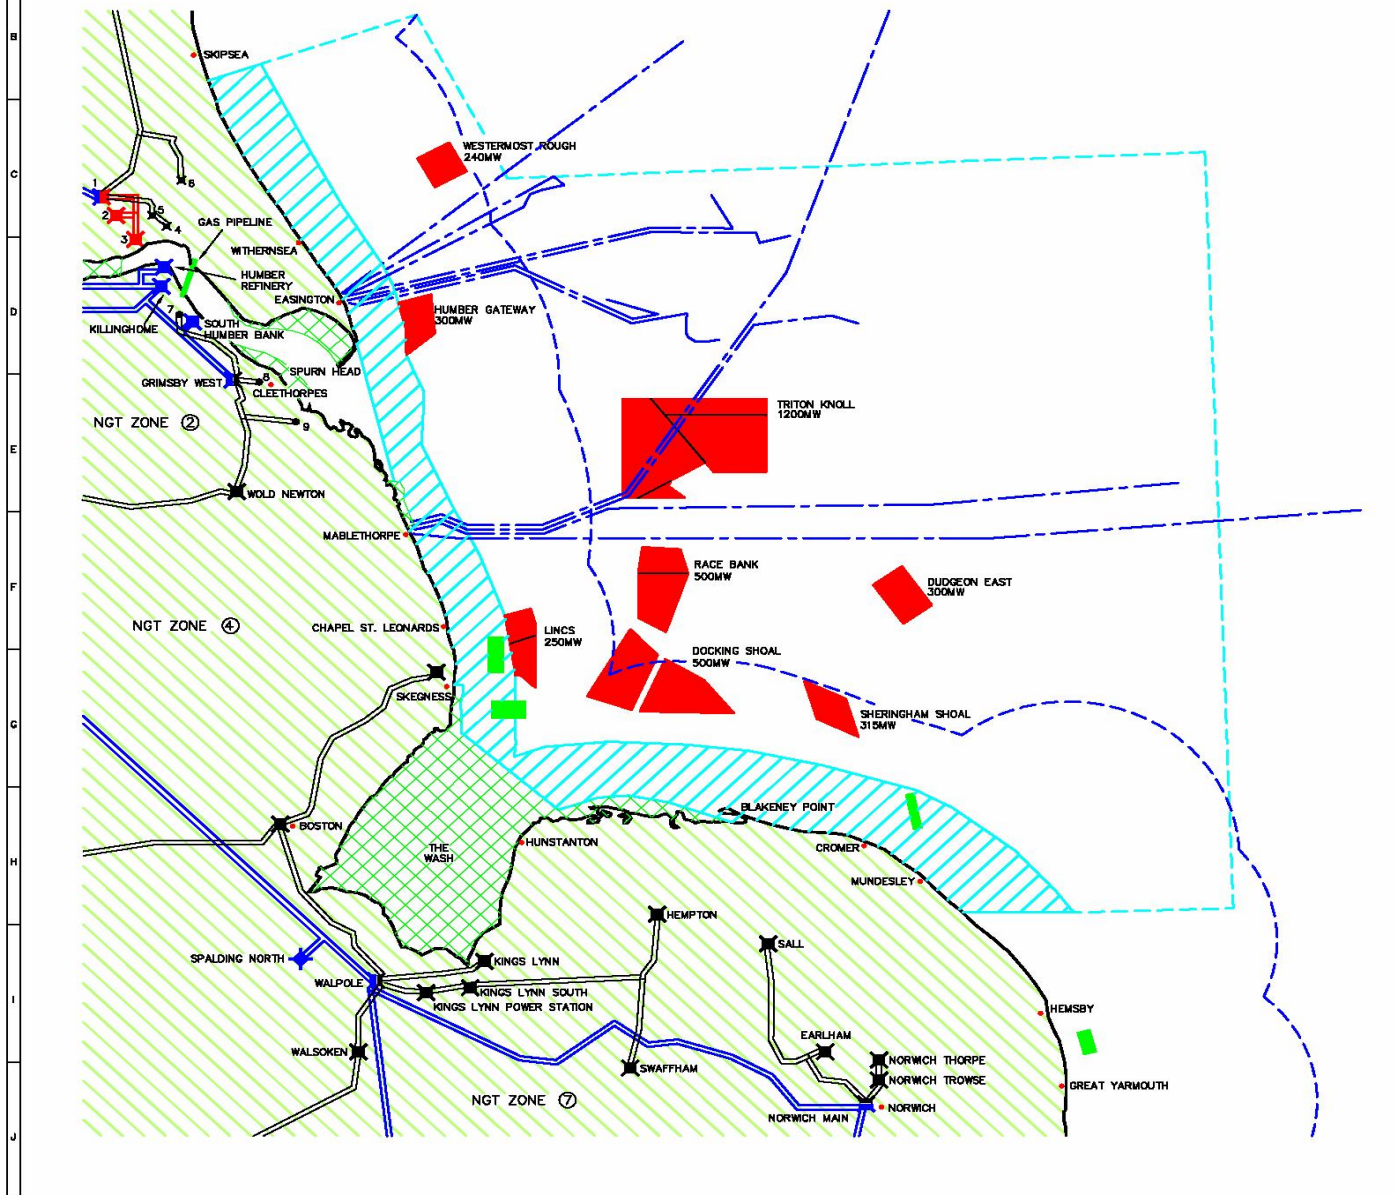 B
SKIPSEA
WESTERMOST ROUGH
240MW
C
1
6
2
5
4
3
GAS PIPELINE
WITHERNSEA
HUMBER
REFINERY
EASINGTON
D
7
HUMBER GATEWAY
300MW
KILLINGHOME
SOUTH
HUMBER BANK
SPURN HEAD
GRIMSBY WEST
8
CLEETHORPES
TRITON KNOLL
1200MW
NGT ZONE 2
9
E
WOLD NEWTON
MABLETHORPE
RACE BANK
500MW
DUDGEON EAST
300MW
F
NGT ZONE 4
CHAPEL ST. LEONARDS
LINCS
250MW
DOCKING SHOAL
500MW
SKEGNESS
SHERINGHAM SHOAL
315MW
G
BLAKENEY POINT
BOSTON
THE
WASH
HUNSTANTON
CROMER
H
MUNDESLEY
HEMPTON
SALL
SPALDING NORTH
KINGS LYNN
WALPOLE
KINGS LYNN SOUTH
I
KINGS LYNN POWER STATION
HEMSBY
EARLHAM
WALSOKEN
NORWICH THORPE
SWAFFHAM
NORWICH TROWSE
GREAT YARMOUTH
NGT ZONE 7
NORWICH
NORWICH MAIN
J